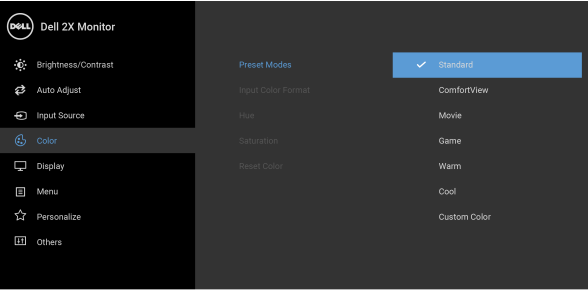 DELL Dell 2X Monitor
Brightness/Contrast
Auto Adjust
Input Source
Color
Display
Menu
Personalize
Others
Preset Modes
Input Color Format
Hue
Saturation
Reset Color
Standard
ComfortView
Movie
Game
Warm
Cool
Custom Color